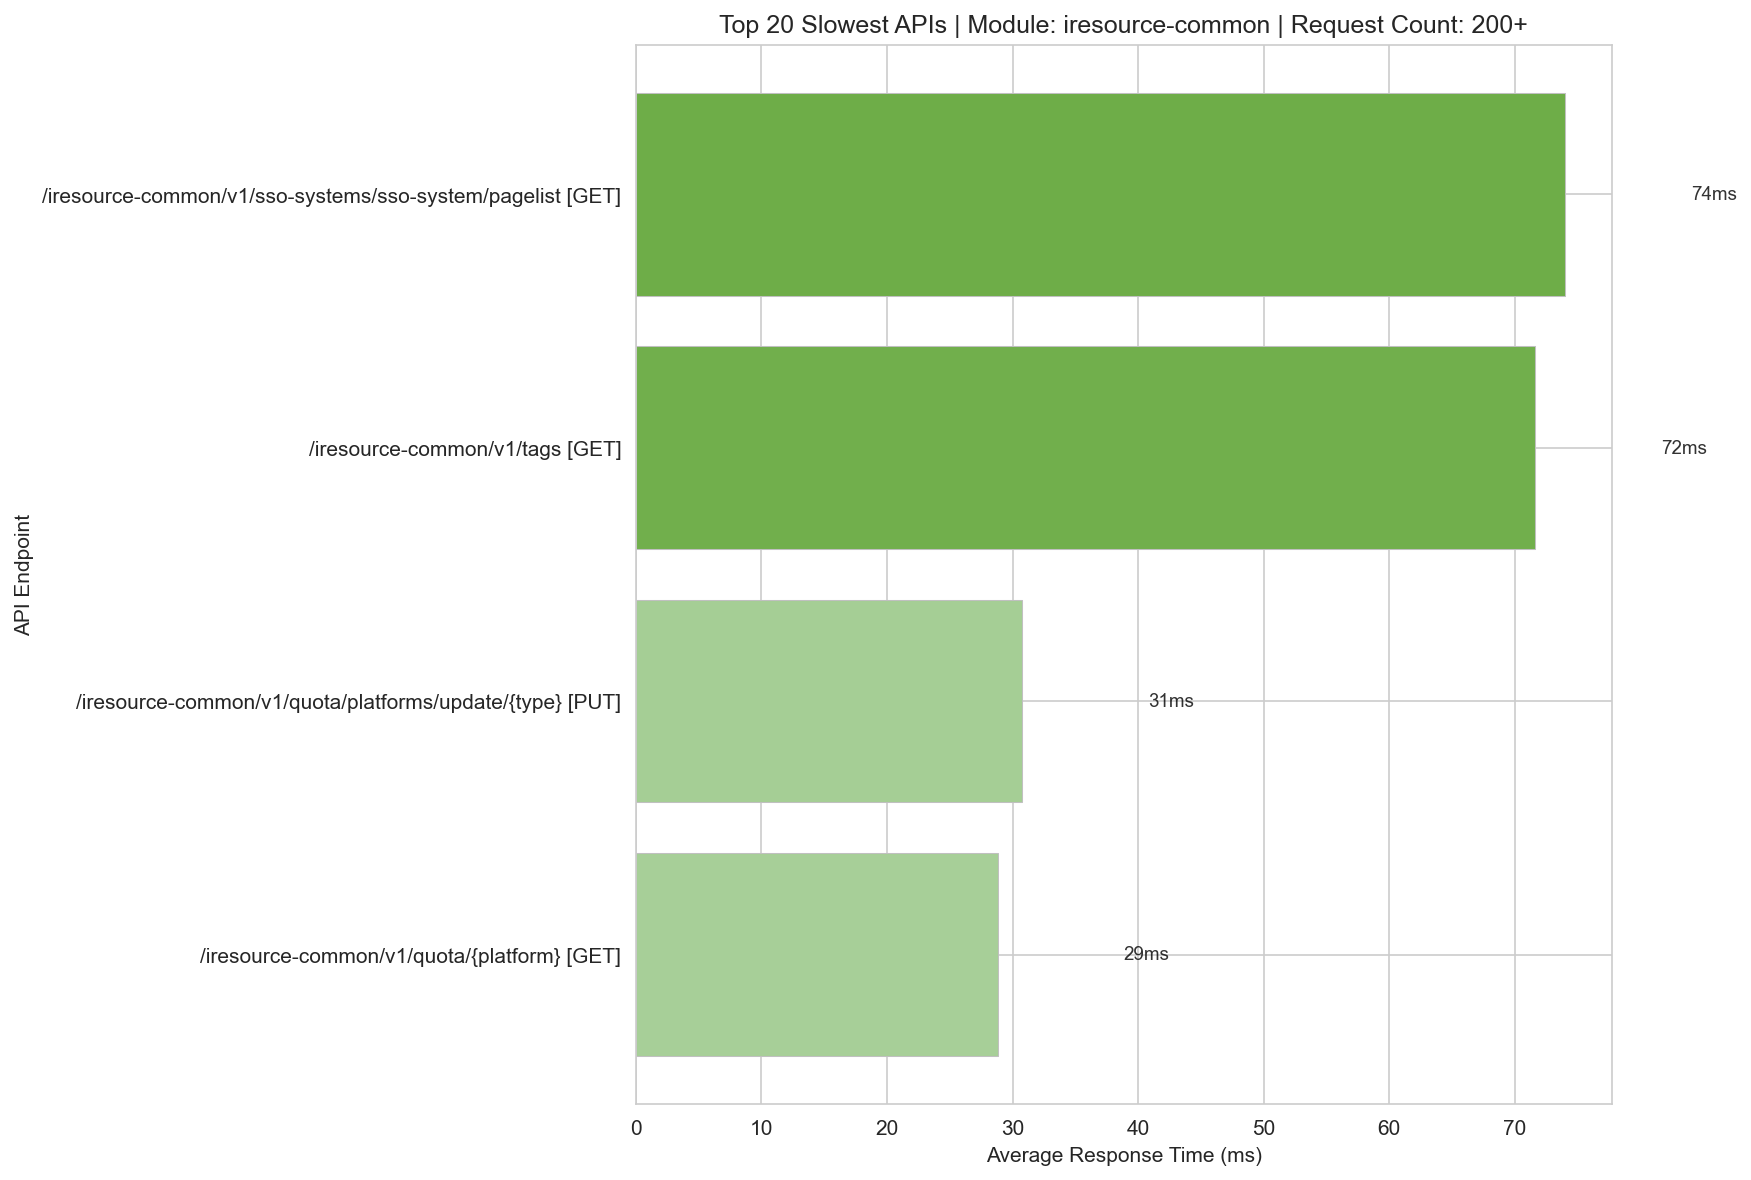 Top 20 Slowest APIs | Module: iresource-common | Request Count: 200+
/iresource-common/v1/sso-systems/sso-system/pagelist [GET]
74ms
/iresource-common/v1/tags [GET]
72ms
API Endpoint
/iresource-common/v1/quota/platforms/update/{type} [PUT]
31ms
/iresource-common/v1/quota/{platform} [GET]
29ms
0 10 20 30 40 50 60 70
Average Response Time (ms)